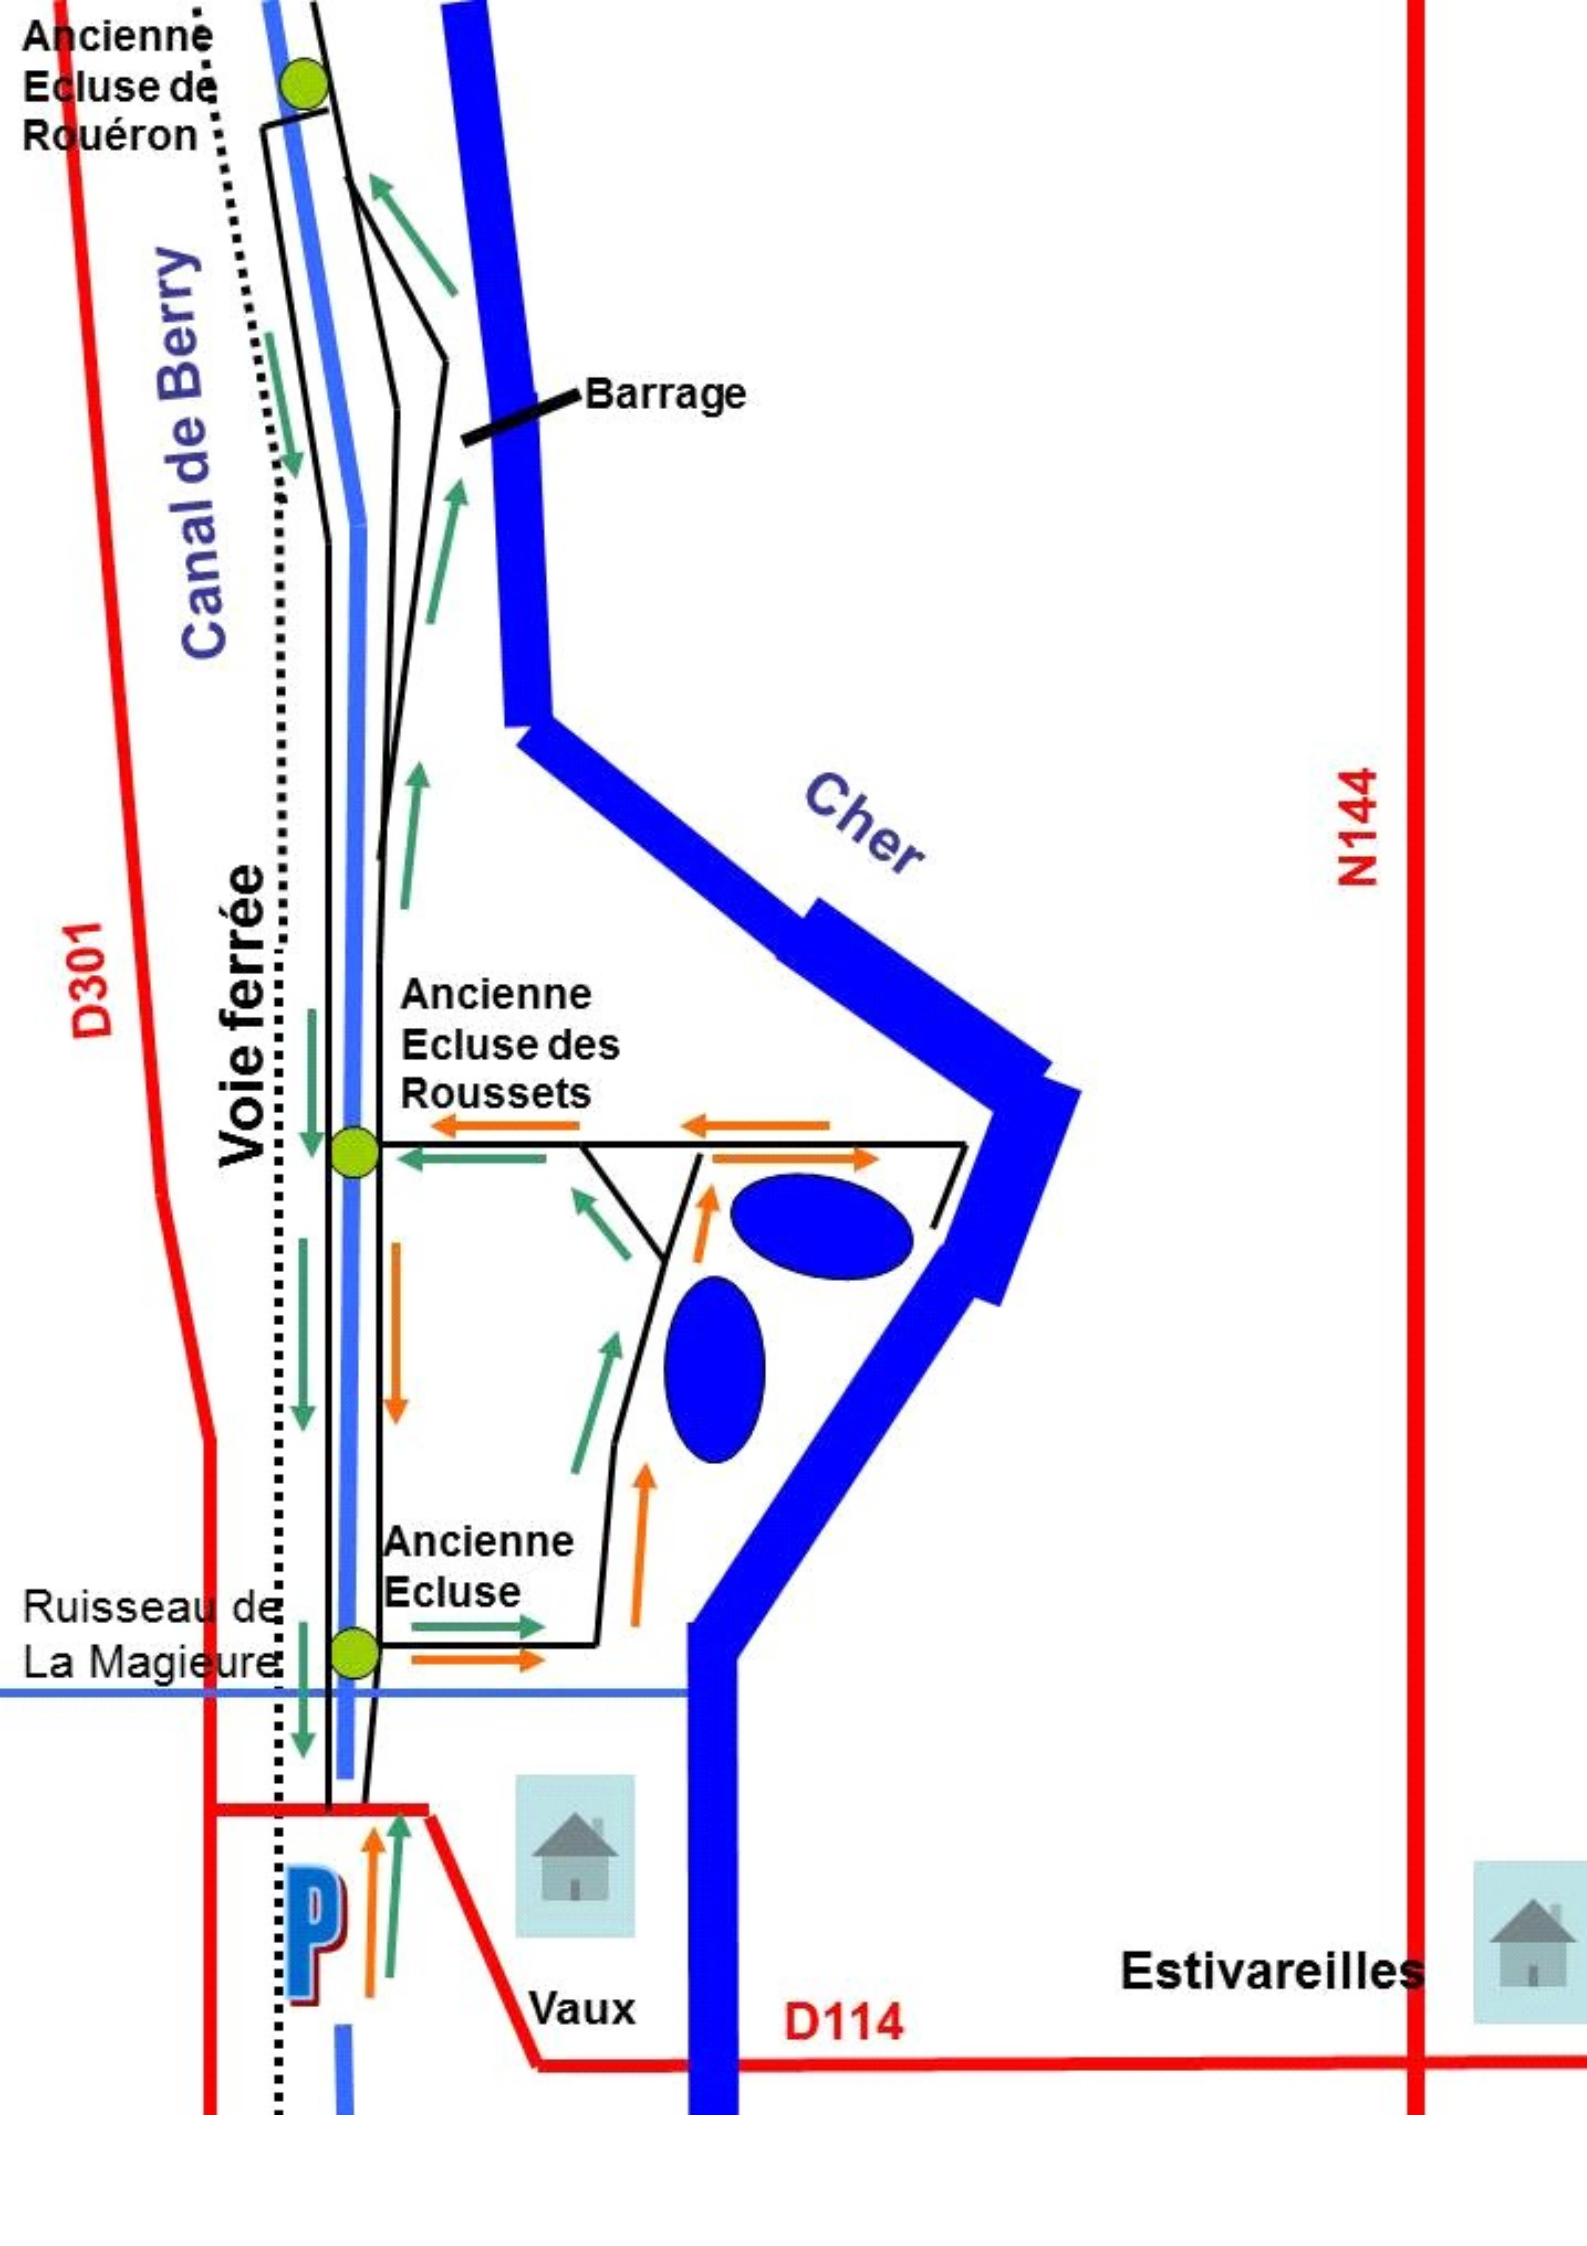 Ancienne
Ecluse de
Rouéron
Canal de Berry
Barrage
Cher
N144
Voie ferrée
D301
Ancienne
Ecluse des
Roussets
Ancienne
Ecluse
Ruisseau de
La Magieure
P
Vaux
D114
Estivareilles